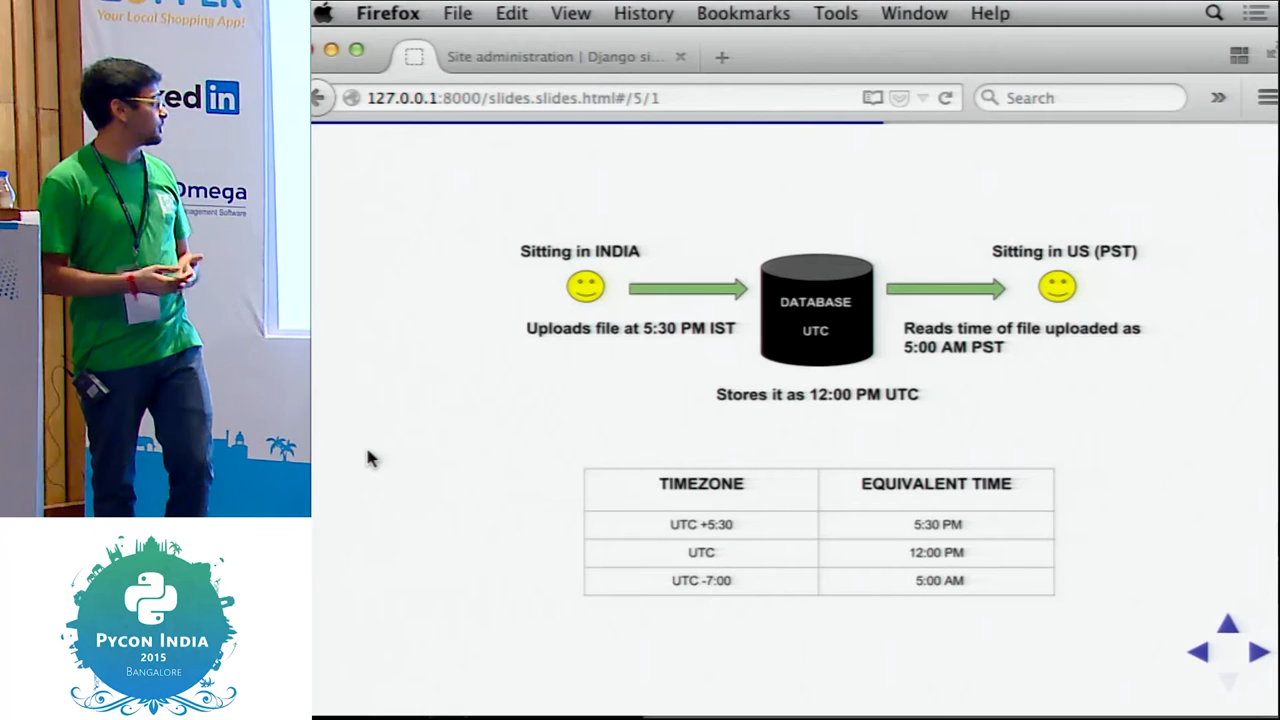 Your Local Shopping App!
ed in
Omega
anagement Software
Firefox File Edit View History Bookmarks Tools Window Help
Site administration | Django si...
127.0.0.1:8000/slides.slides.html#/5/1
Search
Sitting in INDIA
Sitting in US (PST)
DATABASE
UTC
Uploads file at 5:30 PM IST
Reads time of file uploaded as
5:00 AM PST
Stores it as 12:00 PM UTC
TIMEZONE EQUIVALENT TIME
UTC +5:30 5:30 PM
UTC 12:00 PM
UTC -7:00 5:00 AM
PYCON INDIA
2015
BANGALORE